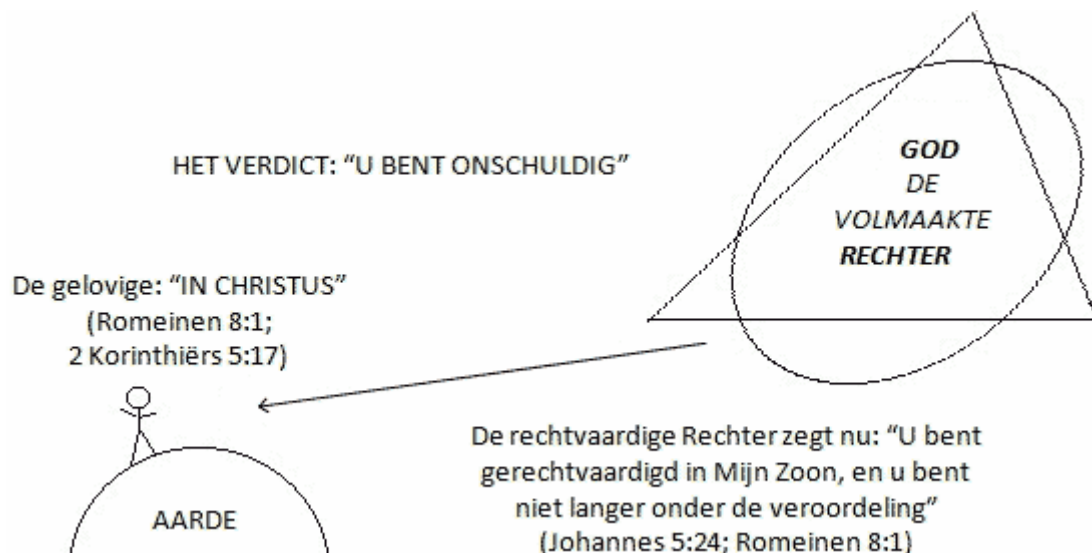 HET VERDICT: “U BENT ONSCHULDIG”
GOD
DE
VOLMAAKTE
RECHTER
De gelovige: “IN CHRISTUS”
(Romeinen 8:1;
2 Korinthiërs 5:17)
De rechtvaardige Rechter zegt nu: “U bent
gerechtvaardigd in Mijn Zoon, en u bent
niet langer onder de veroordeling”
(Johannes 5:24; Romeinen 8:1)
AARDE